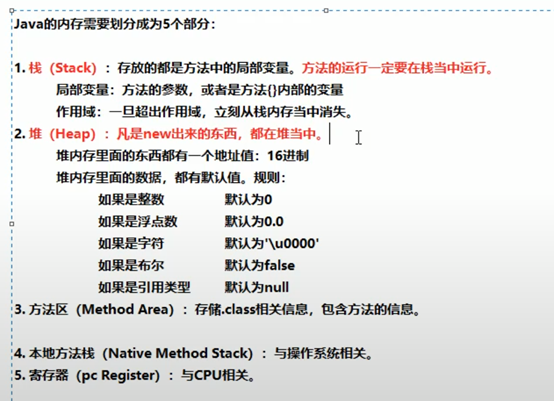 Java的内存需要划分成为5个部分：
1. 栈（Stack）：存放的都是方法中的局部变量。方法的运行一定要在栈当中运行。
局部变量：方法的参数，或者是方法{}内部的变量
作用域：一旦超出作用域，立刻从栈内存当中消失。
2. 堆（Heap）：凡是new出来的东西，都在堆当中。
堆内存里面的东西都有一个地址值：16进制
堆内存里面的数据，都有默认值。规则：
如果是整数 默认为0
如果是浮点数 默认为0.0
如果是字符 默认为'\u0000'
如果是布尔 默认为false
如果是引用类型 默认为null
3. 方法区（Method Area）：存储.class相关信息，包含方法的信息。
4. 本地方法栈（Native Method Stack）：与操作系统相关。
5. 寄存器（pc Register）：与CPU相关。